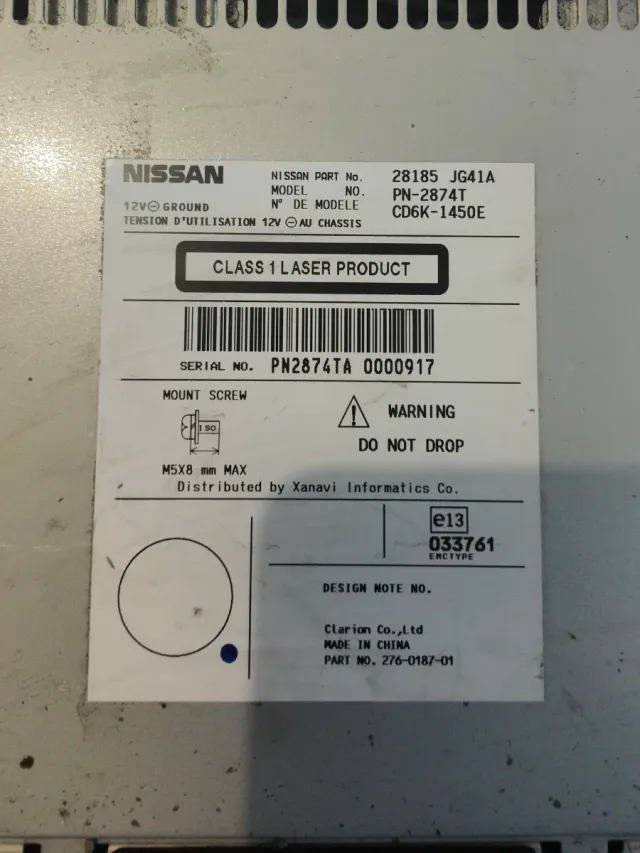 NISSAN
NISSAN PART No. 28185 JG41A
MODEL NO. PN-2874T
N° DE MODELE CD6K-1450E
12V⊖GROUND
TENSION D'UTILISATION 12V ⊖ AU CHASSIS
CLASS 1 LASER PRODUCT
SERIAL NO. PN2874TA 0000917
MOUNT SCREW
ISO
M5X8 mm MAX
WARNING
DO NOT DROP
Distributed by Xanavi Informatics Co.
e13
033761
EMCTYPE
DESIGN NOTE NO.
Clarion Co.,Ltd
MADE IN CHINA
PART NO. 276-0187-01